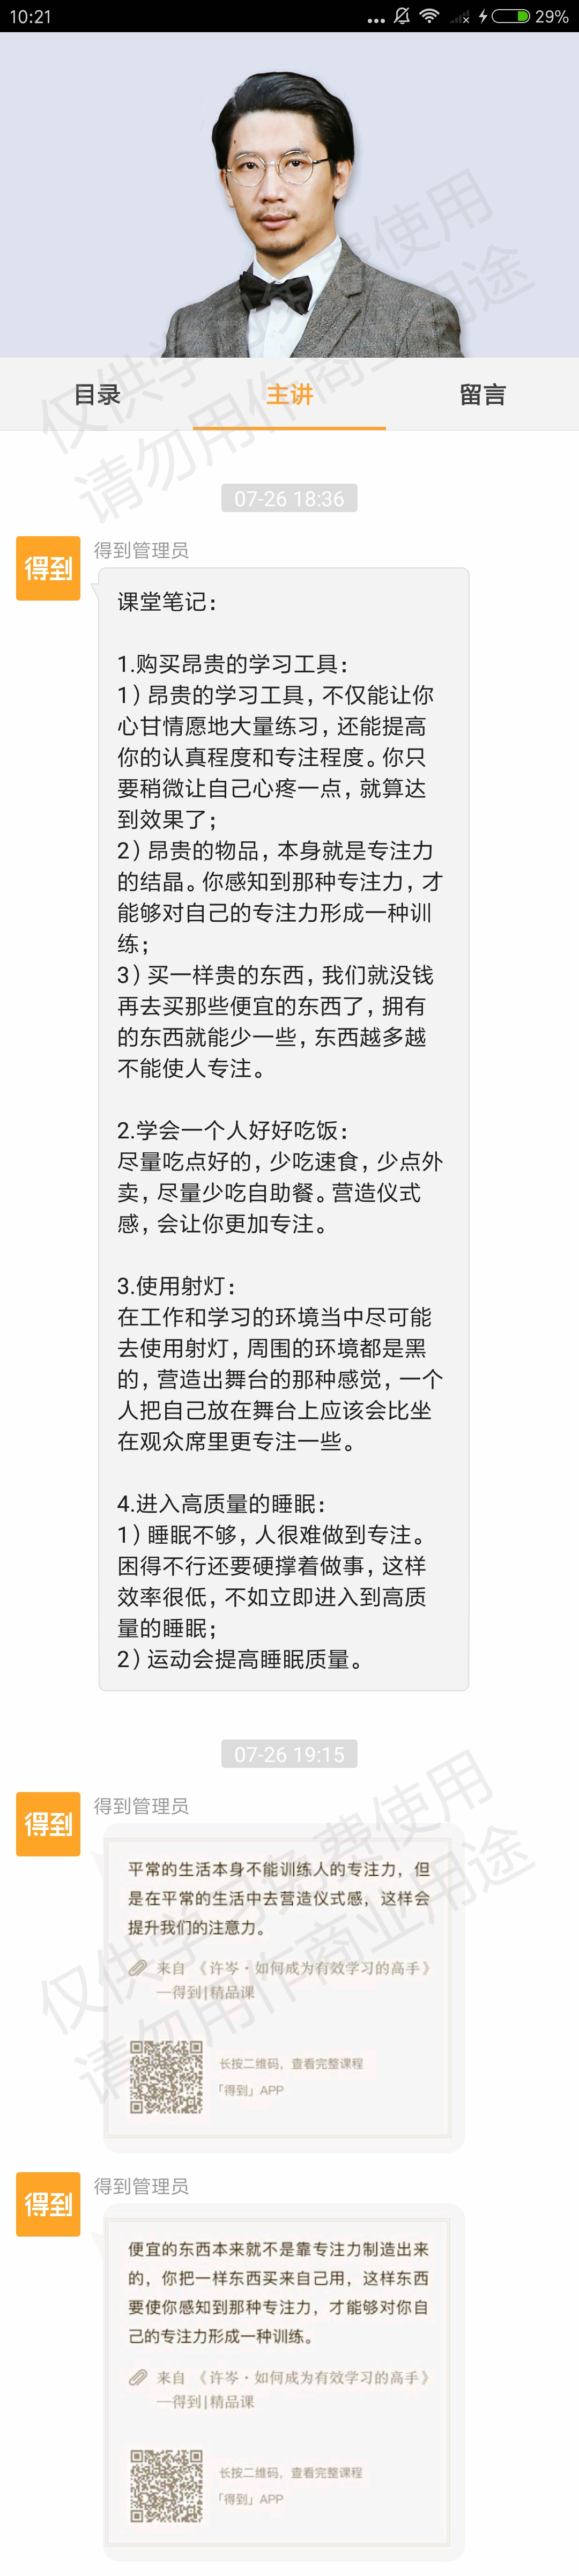 10:21
29%
仅供学习免费使用
请勿用作商业用途
目录
主讲
留言
07-26 18:36
得到
得到管理员
课堂笔记：
1.购买昂贵的学习工具：
1）昂贵的学习工具，不仅能让你
心甘情愿地大量练习，还能提高
你的认真程度和专注程度。你只
要稍微让自己心疼一点，就算达
到效果了；
2）昂贵的物品，本身就是专注力
的结晶。你感知到那种专注力，才
能够对自己的专注力形成一种训
练；
3）买一样贵的东西，我们就没钱
再去买那些便宜的东西了，拥有
的东西就能少一些，东西越多越
不能使人专注。
2.学会一个人好好吃饭：
尽量吃点好的，少吃速食，少点外
卖，尽量少吃自助餐。营造仪式
感，会让你更加专注。
3.使用射灯：
在工作和学习的环境当中尽可能
去使用射灯，周围的环境都是黑
的，营造出舞台的那种感觉，一个
人把自己放在舞台上应该会比坐
在观众席里更专注一些。
4.进入高质量的睡眠：
1）睡眠不够，人很难做到专注。
困得不行还要硬撑着做事，这样
效率很低，不如立即进入到高质
量的睡眠；
2）运动会提高睡眠质量。
07-26 19:15
得到
得到管理员
平常的生活本身不能训练人的专注力，但
是在平常的生活中去营造仪式感，这样会
提升我们的注意力。
来自 《许岑·如何成为有效学习的高手》
—得到|精品课
长按二维码，查看完整课程
「得到」APP
仅供学习免费使用
请勿用作商业用途
得到
得到管理员
便宜的东西本来就不是靠专注力制造出来
的，你把一样东西买来自己用，这样东西
要使你感知到那种专注力，才能够对你自
己的专注力形成一种训练。
来自 《许岑·如何成为有效学习的高手》
—得到|精品课
长按二维码，查看完整课程
「得到」APP